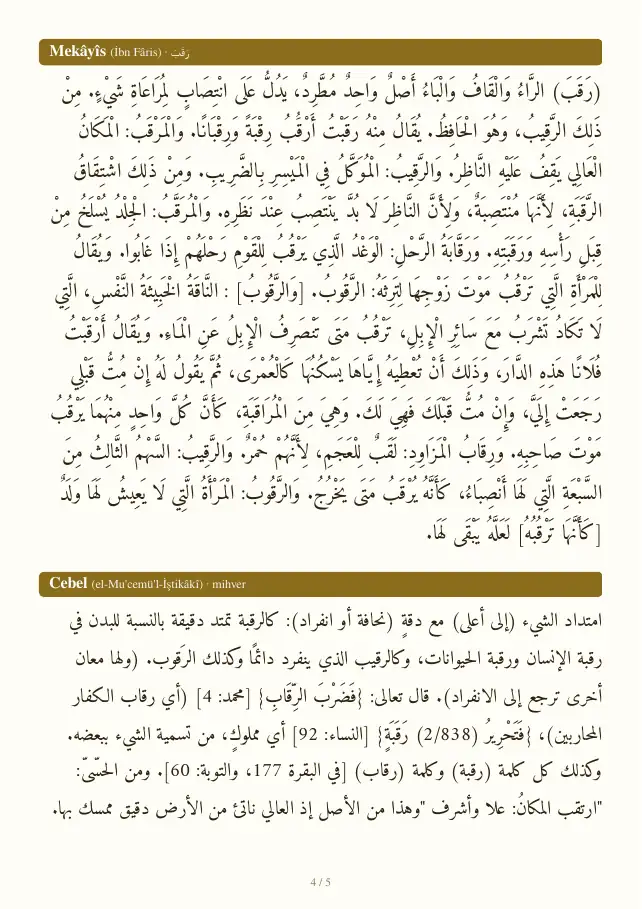 Mekâyîs (İbn Fâris) · رَقَبَ
(رَقَبَ) الرَّاءُ وَالْقَافُ وَالْبَاءُ أَصْلٌ وَاحِدٌ مُطَّرِدٌ، يَدُلُّ عَلَى انْتِصَابٍ لِمُرَاعَاةِ شَيْءٍ. مِنْ
ذَلِكَ الرَّقِيبُ، وَهُوَ الْحَافِظُ. يُقَالُ مِنْهُ رَقَبْتُ أَرْقُبُ رِقْبَةً وَرِقْبَانًا. وَالْمَرْقَبُ: الْمَكَانُ
الْعَالِي يَقِفُ عَلَيْهِ النَّاظِرُ. وَالرَّقِيبُ: الْمُوَكَّلُ فِي الْمَيْسِرِ بِالضَّرِيبِ. وَمِنْ ذَلِكَ اشْتِقَاقُ
الرَّقَبَةِ، لِأَنَّهَا مُنْتَصِبَةٌ، وَلِأَنَّ النَّاظِرَ لَا بُدَّ يَنْتَصِبُ عِنْدَ نَظَرِهِ. وَالْمُرَقَّبُ: الْجِلْدُ يُسْلَخُ مِنْ
قِبَلِ رَأْسِهِ وَرَقَبَتِهِ. وَرَقَّابَةُ الرَّحْلِ: الْوَغْدُ الَّذِي يَرْقُبُ لِلْقَوْمِ رَحْلَهُمْ إِذَا غَابُوا. وَيُقَالُ
لِلْمَرْأَةِ الَّتِي تَرْقُبُ مَوْتَ زَوْجِهَا لِتَرِثَهُ: الرَّقُوبُ. [وَالرَّقُوبُ] : النَّاقَةُ الْخَبِيثَةُ النَّفْسِ، الَّتِي
لَا تَكَادُ تَشْرَبُ مَعَ سَائِرِ الْإِبِلِ، تَرْقُبُ مَتَى تَنْصَرِفُ الْإِبِلُ عَنِ الْمَاءِ. وَيُقَالُ أَرْقَبْتُ
فُلَانًا هَذِهِ الدَّارَ، وَذَلِكَ أَنْ تُعْطِيَهُ إِيَّاهَا يَسْكُنُهَا كَالْعُمْرَى، ثُمَّ يَقُولُ لَهُ إِنْ مُتُّ قَبْلِي
رَجَعَتْ إِلَيَّ، وَإِنْ مُتُّ قَبْلَكَ فَهِيَ لَكَ. وَهِيَ مِنَ الْمُرَاقَبَةِ، كَأَنَّ كُلَّ وَاحِدٍ مِنْهُمَا يَرْقُبُ
مَوْتَ صَاحِبِهِ. وَرِقَابُ الْمَزَاوِدِ: لَقَبٌ لِلْعَجَمِ، لِأَنَّهُمْ حُمْرٌ. وَالرَّقِيبُ: السَّهْمُ الثَّالِثُ مِنَ
السَّبْعَةِ الَّتِي لَهَا أَنْصِبَاءُ، كَأَنَّهُ يُرْقَبُ مَتَى يَخْرُجُ. وَالرَّقُوبُ: الْمَرْأَةُ الَّتِي لَا يَعِيشُ لَهَا وَلَدٌ
[كَأَنَّهَا تَرْقُبُهُ] لَعَلَّهُ يَبْقَى لَهَا.
Cebel (el-Mu'cemü'l-İştikâkî) · mihver
امتداد الشيء (إلى أعلى) مع دقةٍ (نحافة أو انفراد): كالرقبة تمتد دقيقة بالنسبة للبدن في
رقبة الإنسان ورقبة الحيوانات، وكالرقيب الذي ينفرد دائمًا وكذلك الرَقوب. (ولها معان
أخرى ترجع إلى الانفراد). قال تعالى: {فَضَرْبَ الرِّقَابِ} [محمد: 4] (أي رقاب الكفار
المحاربين)، {فَتَحْرِيرُ (2/838) رَقَبَةٍ} [النساء: 92] أي مملوكٍ، من تسمية الشيء ببعضه.
وكذلك كل كلمة (رقبة) وكلمة (رقاب) [في البقرة 177، والتوبة: 60]. ومن الحسّىّ:
"ارتقب المكانُ: علا وأشرف "وهذا من الأصل إذ العالي ناتئ من الأرض دقيق ممسك بها.
4 / 5